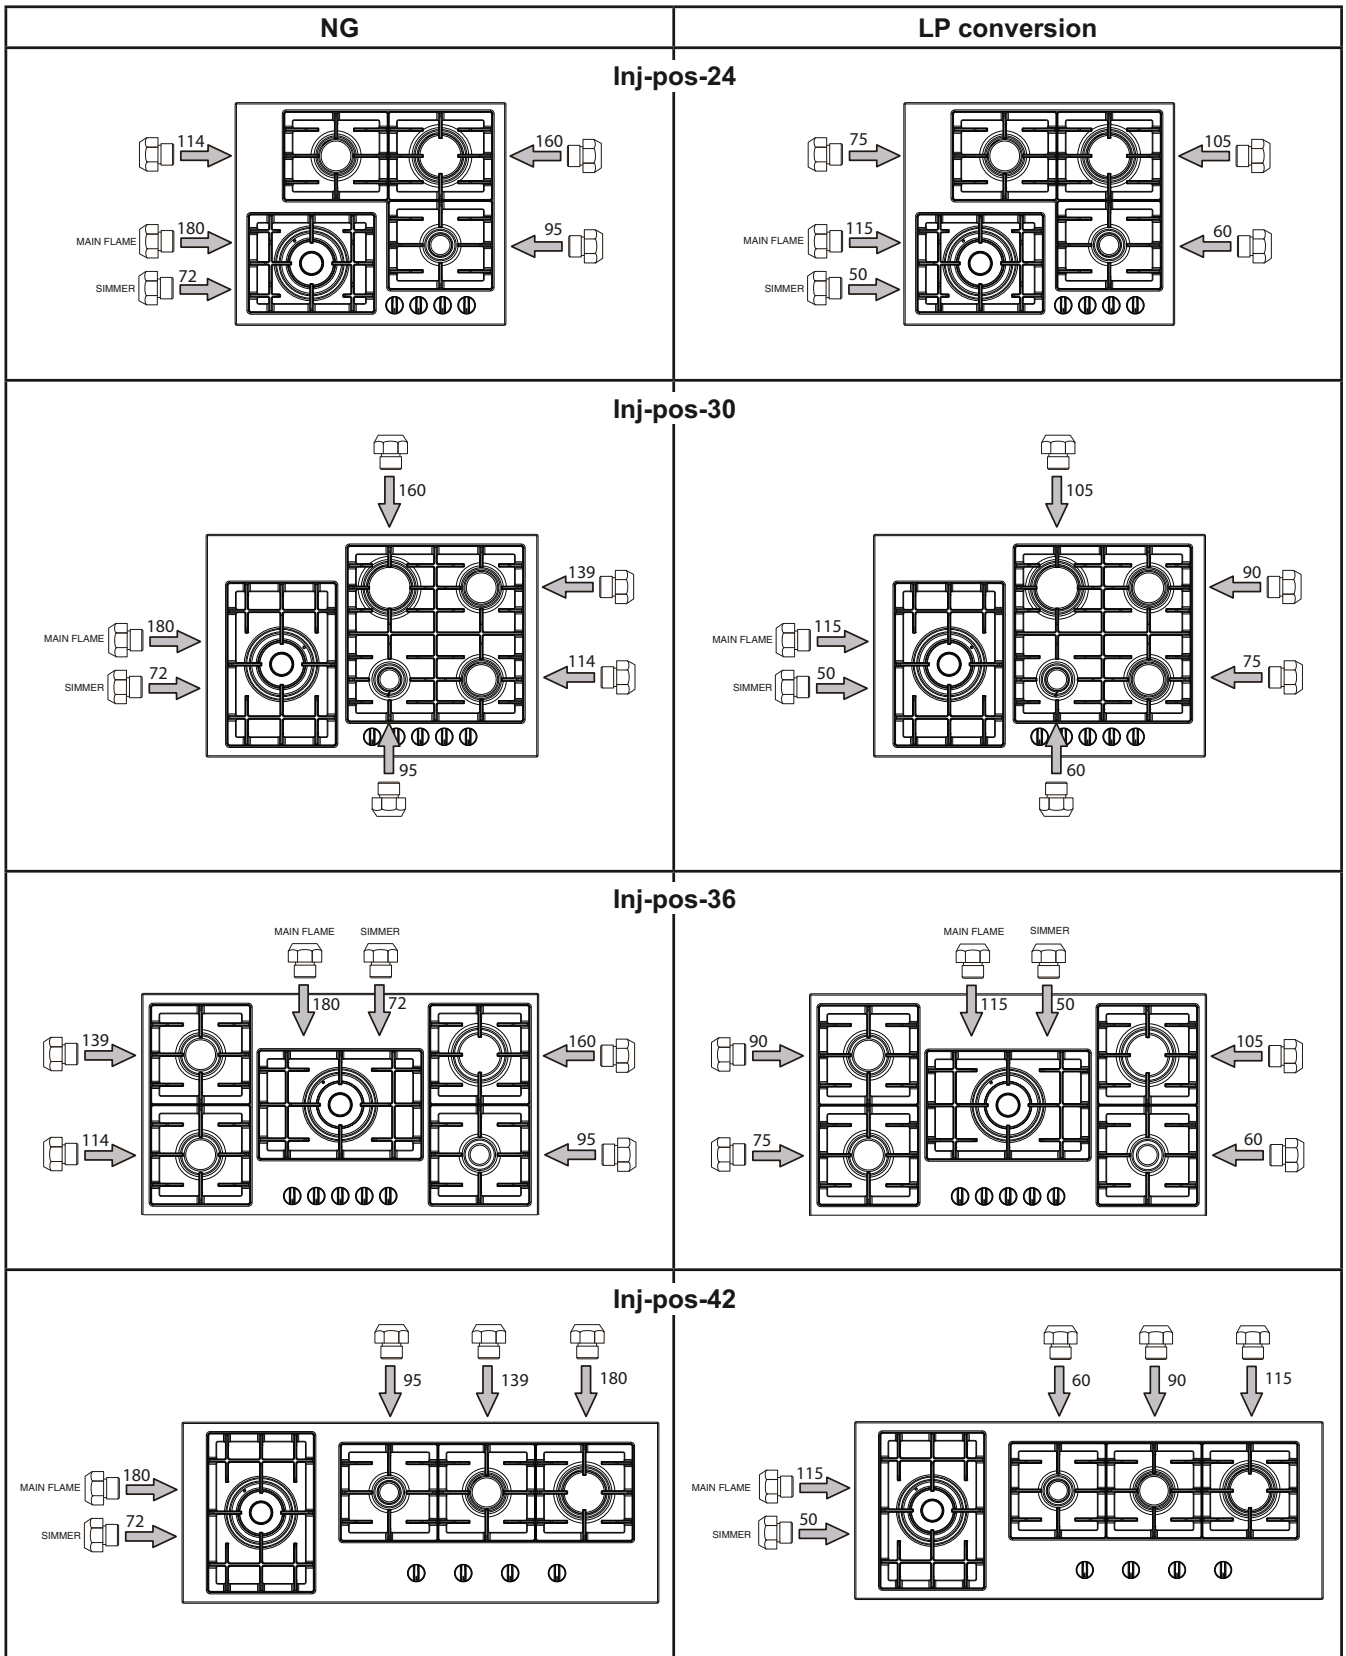 NG
LP conversion
Inj-pos-24
114
160
MAIN FLAME
180
95
SIMMER
72
75
105
MAIN FLAME
115
60
SIMMER
50
Inj-pos-30
160
139
MAIN FLAME
180
114
SIMMER
72
95
105
90
MAIN FLAME
115
75
SIMMER
50
60
Inj-pos-36
MAIN FLAME
SIMMER
180
72
139
160
114
95
MAIN FLAME
SIMMER
115
50
90
105
75
60
Inj-pos-42
95
139
180
MAIN FLAME
180
SIMMER
72
60
90
115
MAIN FLAME
115
SIMMER
50